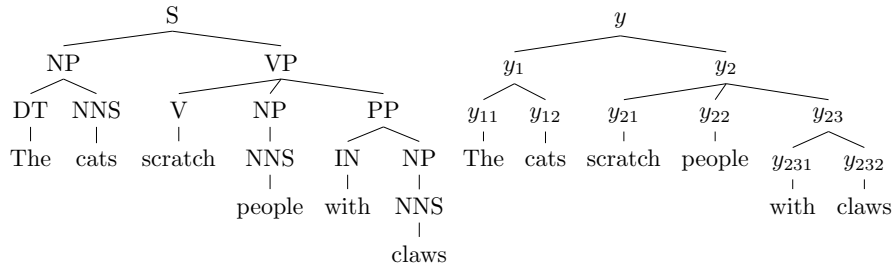 S y
NP VP y1 y2
DT NNS V NP PP y11 y12 y21 y22 y23
The cats scratch NNS IN NP The cats scratch people y231 y232
people with NNS with claws
claws